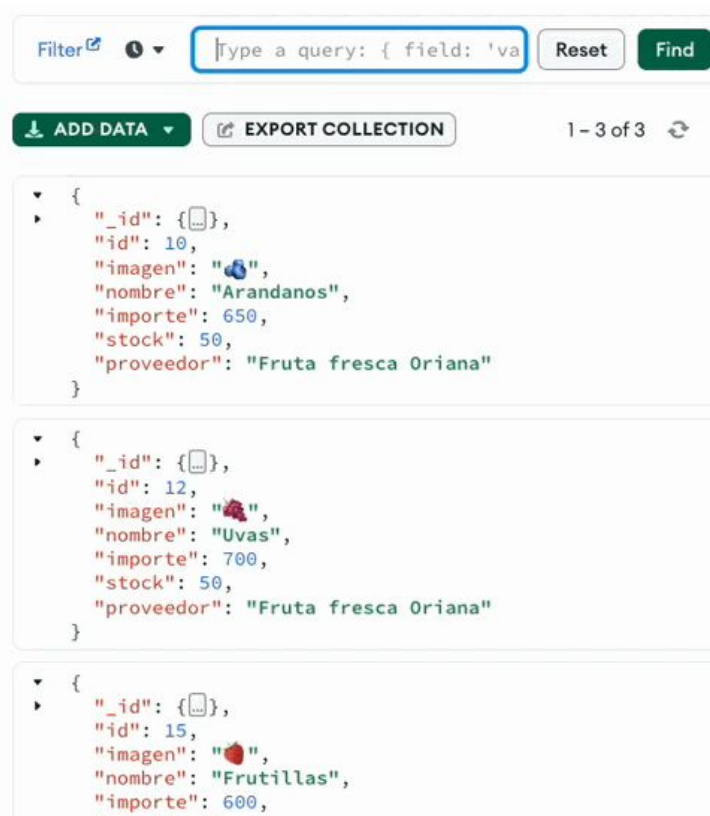 Filter
Type a query: { field: 'va
Reset
Find
ADD DATA
EXPORT COLLECTION
1 – 3 of 3
{
"_id": {…},
"id": 10,
"imagen": "🫐",
"nombre": "Arandanos",
"importe": 650,
"stock": 50,
"proveedor": "Fruta fresca Oriana"
}
{
"_id": {…},
"id": 12,
"imagen": "🍇",
"nombre": "Uvas",
"importe": 700,
"stock": 50,
"proveedor": "Fruta fresca Oriana"
}
{
"_id": {…},
"id": 15,
"imagen": "🍓",
"nombre": "Frutillas",
"importe": 600,